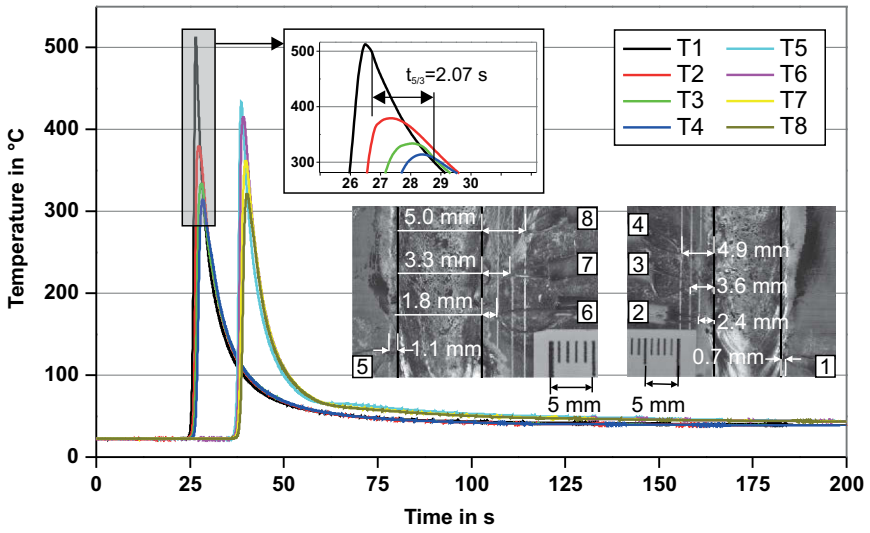 500
400
300
200
100
0
Temperature in °C
0 25 50 75 100 125 150 175 200
Time in s
500
400
300
26 27 28 29 30
t5/3=2.07 s
T1 T5
T2 T6
T3 T7
T4 T8
5.0 mm 8
3.3 mm 7
1.8 mm 6
5 1.1 mm
5 mm
4 4.9 mm
3 3.6 mm
2 2.4 mm
0.7 mm 1
5 mm